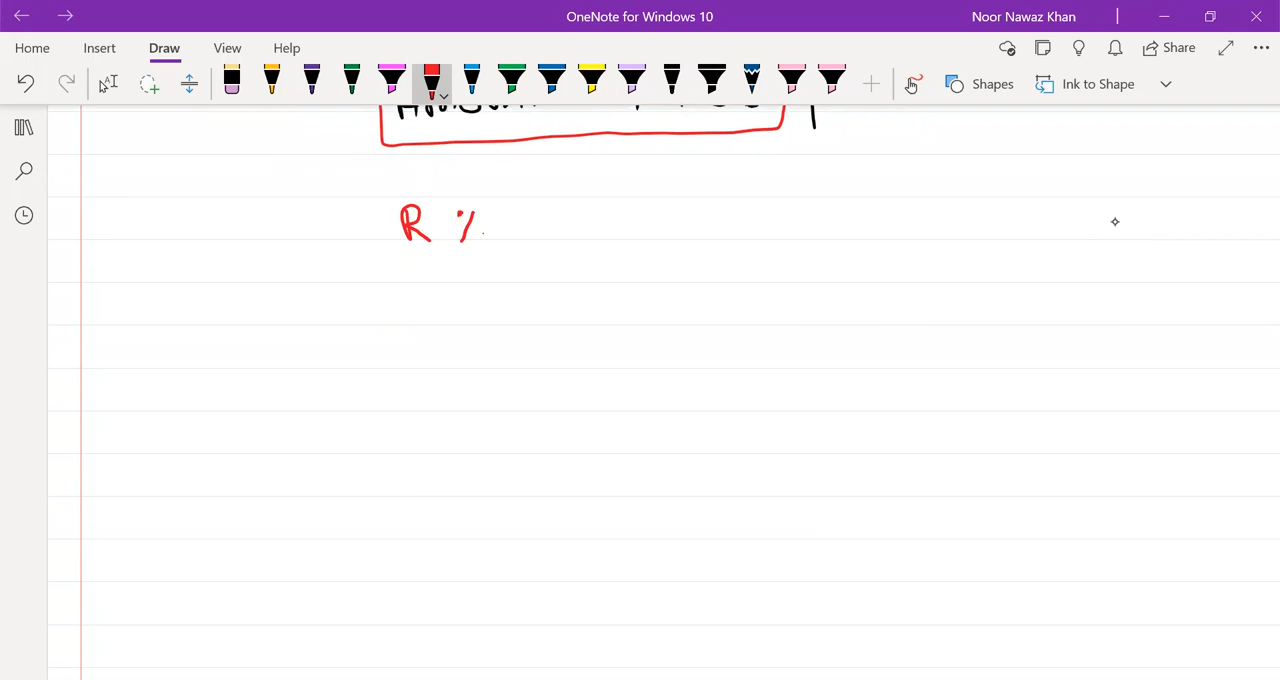 OneNote for Windows 10
Noor Nawaz Khan
Home Insert Draw View Help
Share
Shapes
Ink to Shape
R %